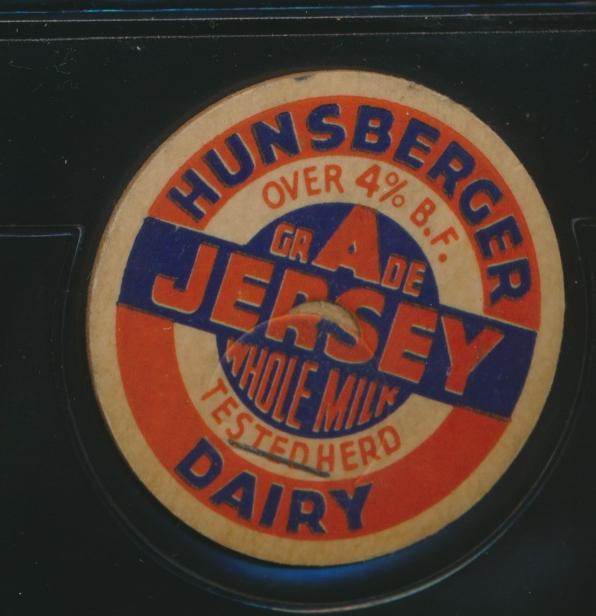 HUNSBERGER
OVER 4% B.F.
GRADE
JERSEY
WHOLE MILK
TESTED HERD
DAIRY